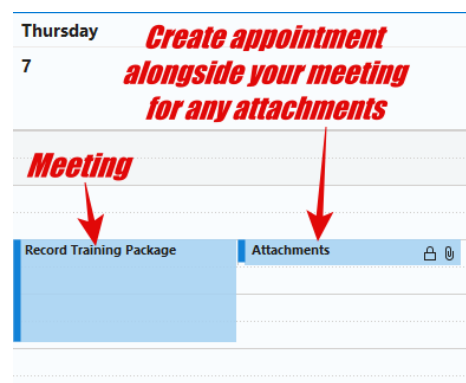 Thursday
7
Create appointment
alongside your meeting
for any attachments
Meeting
Record Training Package
Attachments